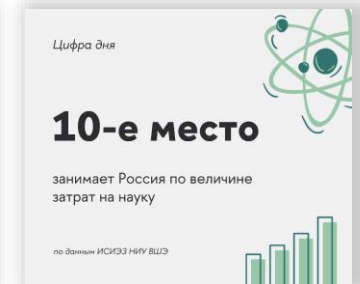 Цифра дня
10-е место
занимает Россия по величине
затрат на науку
по данным ИСИЭЗ НИУ ВШЭ